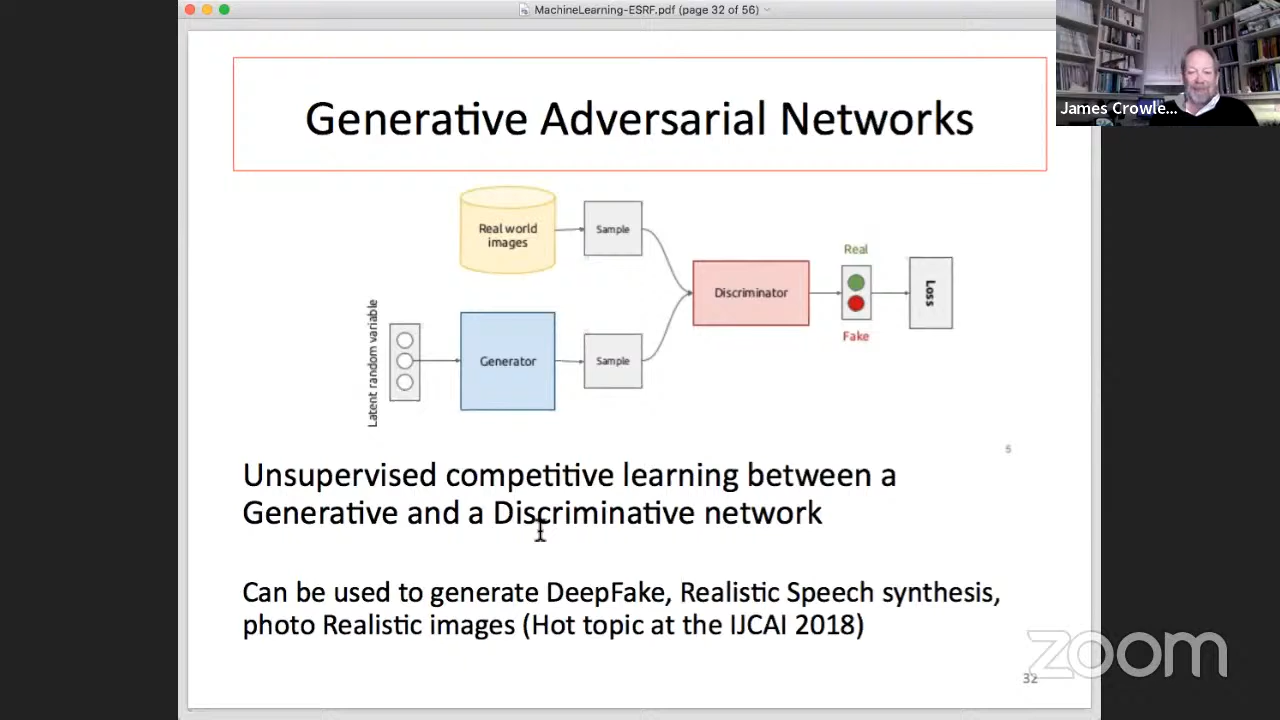 MachineLearning-ESRF.pdf (page 32 of 56)
James Crowle...
Generative Adversarial Networks
Real world
images
Sample
Real
Discriminator
Loss
Fake
Latent random variable
Generator
Sample
5
Unsupervised competitive learning between a
Generative and a Discriminative network
Can be used to generate DeepFake, Realistic Speech synthesis,
photo Realistic images (Hot topic at the IJCAI 2018)
zoom
32